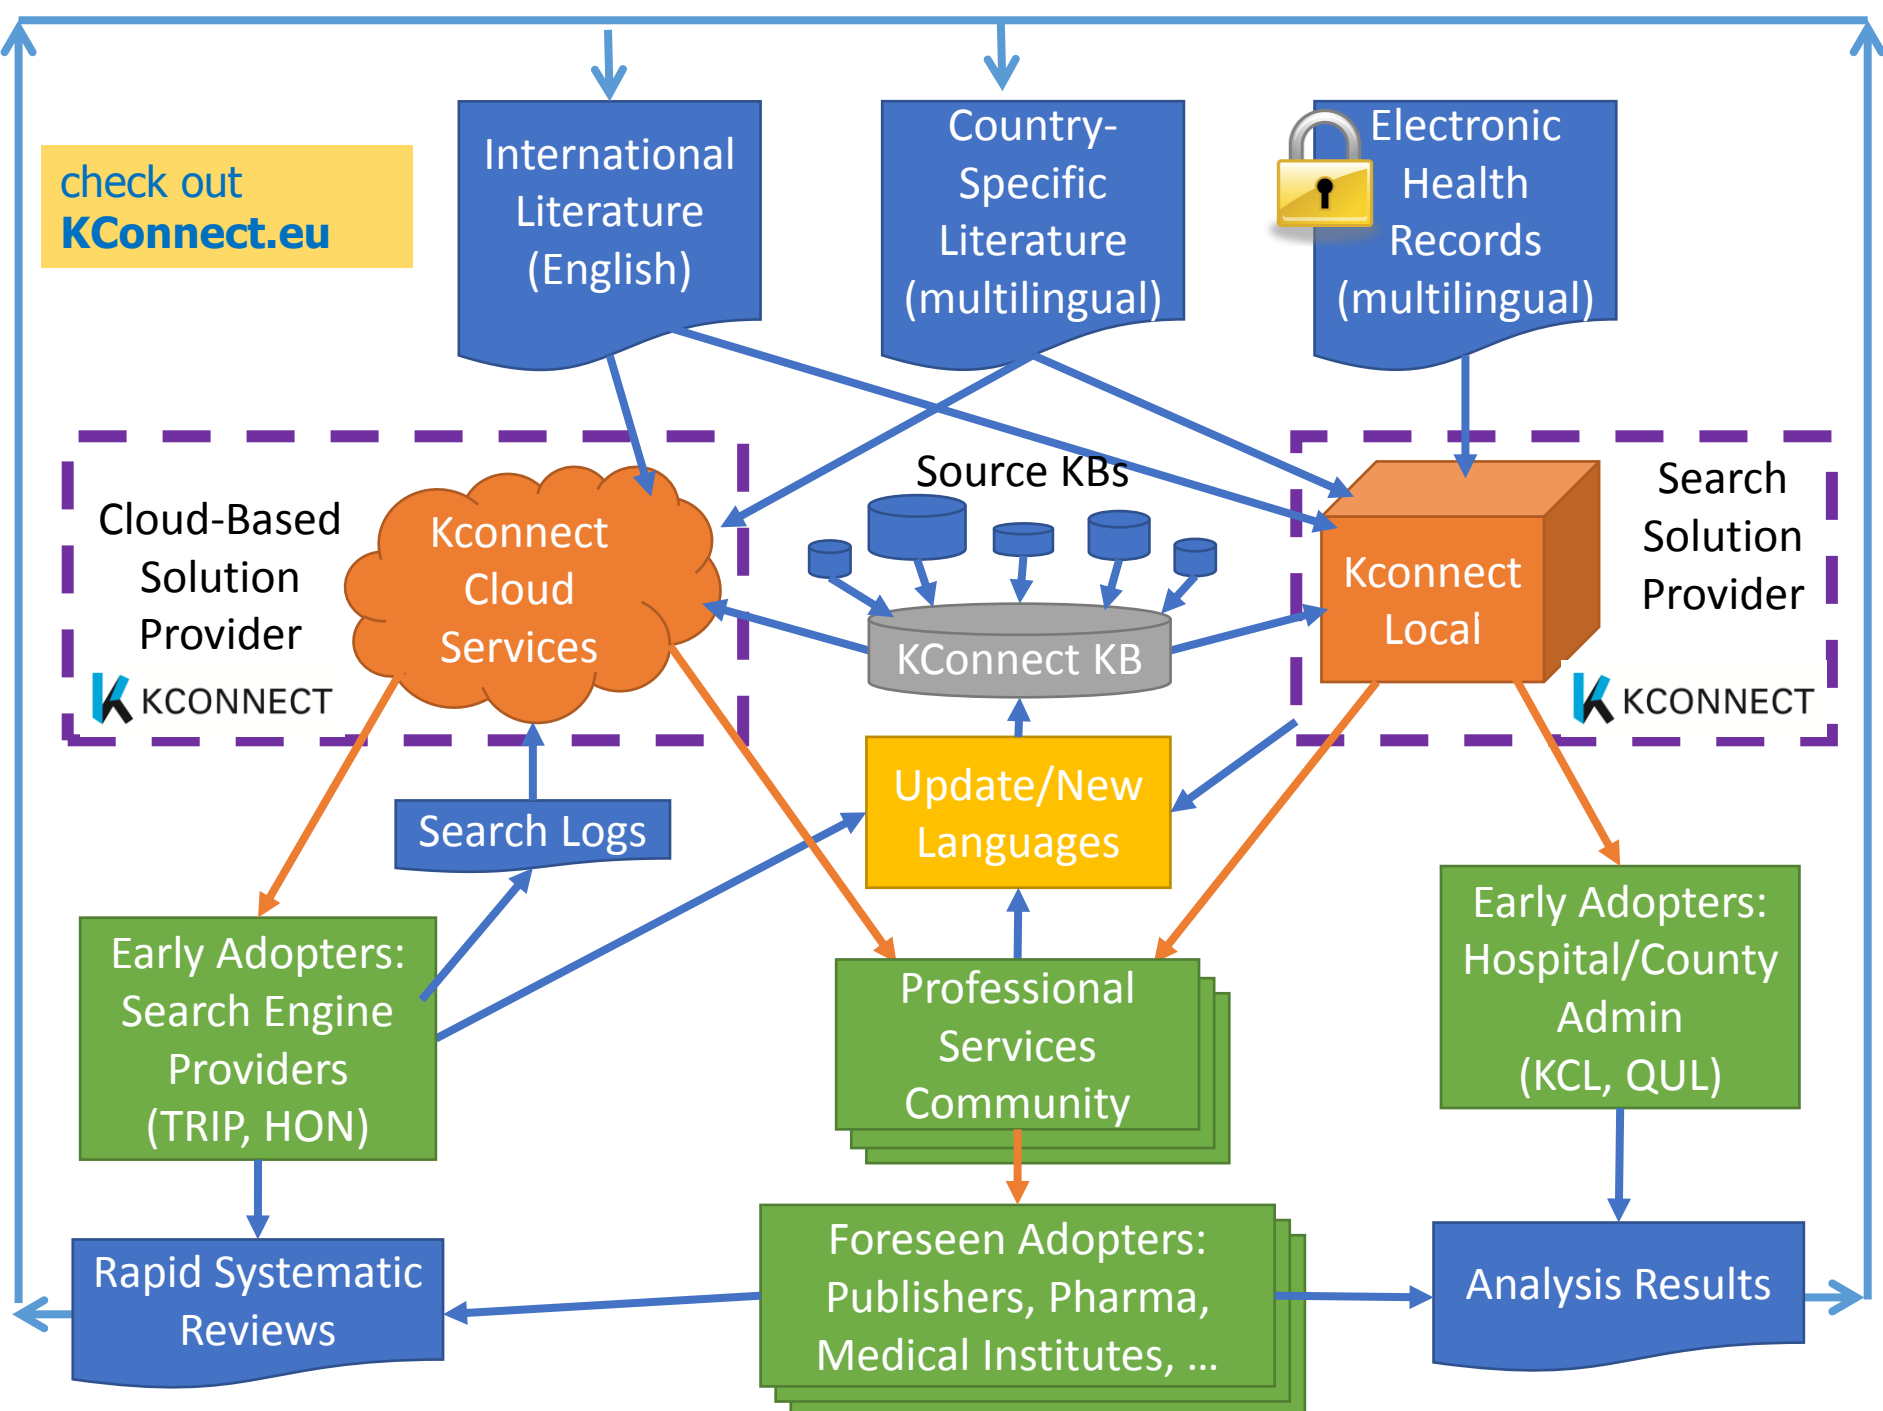 check out
KConnect.eu
International
Literature
(English)
Country-
Specific
Literature
(multilingual)
Electronic
Health
Records
(multilingual)
Cloud-Based
Solution
Provider
KCONNECT
Kconnect
Cloud
Services
Source KBs
KConnect KB
Kconnect
Local
Search
Solution
Provider
KCONNECT
Search Logs
Update/New
Languages
Early Adopters:
Search Engine
Providers
(TRIP, HON)
Professional
Services
Community
Early Adopters:
Hospital/County
Admin
(KCL, QUL)
Rapid Systematic
Reviews
Foreseen Adopters:
Publishers, Pharma,
Medical Institutes, ...
Analysis Results